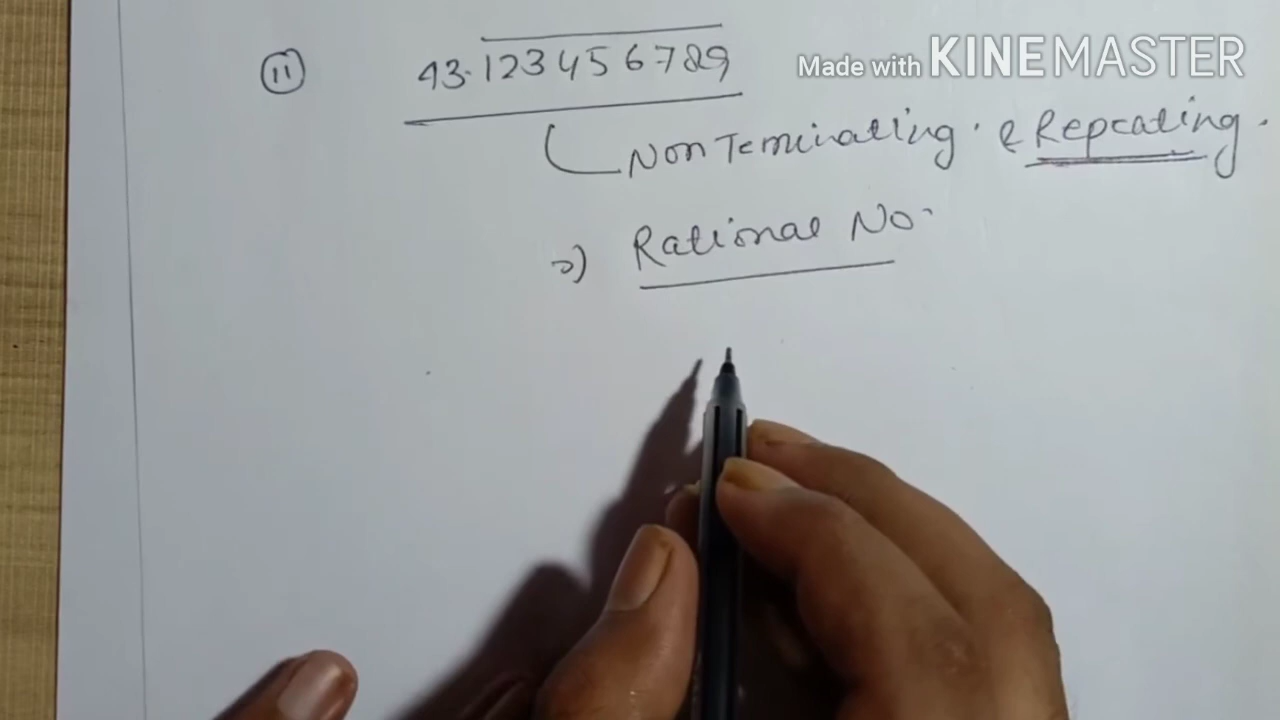 (11) 43.123456789
Made with KINEMASTER
Non Terminating. & Repeating.
=) Rational No.